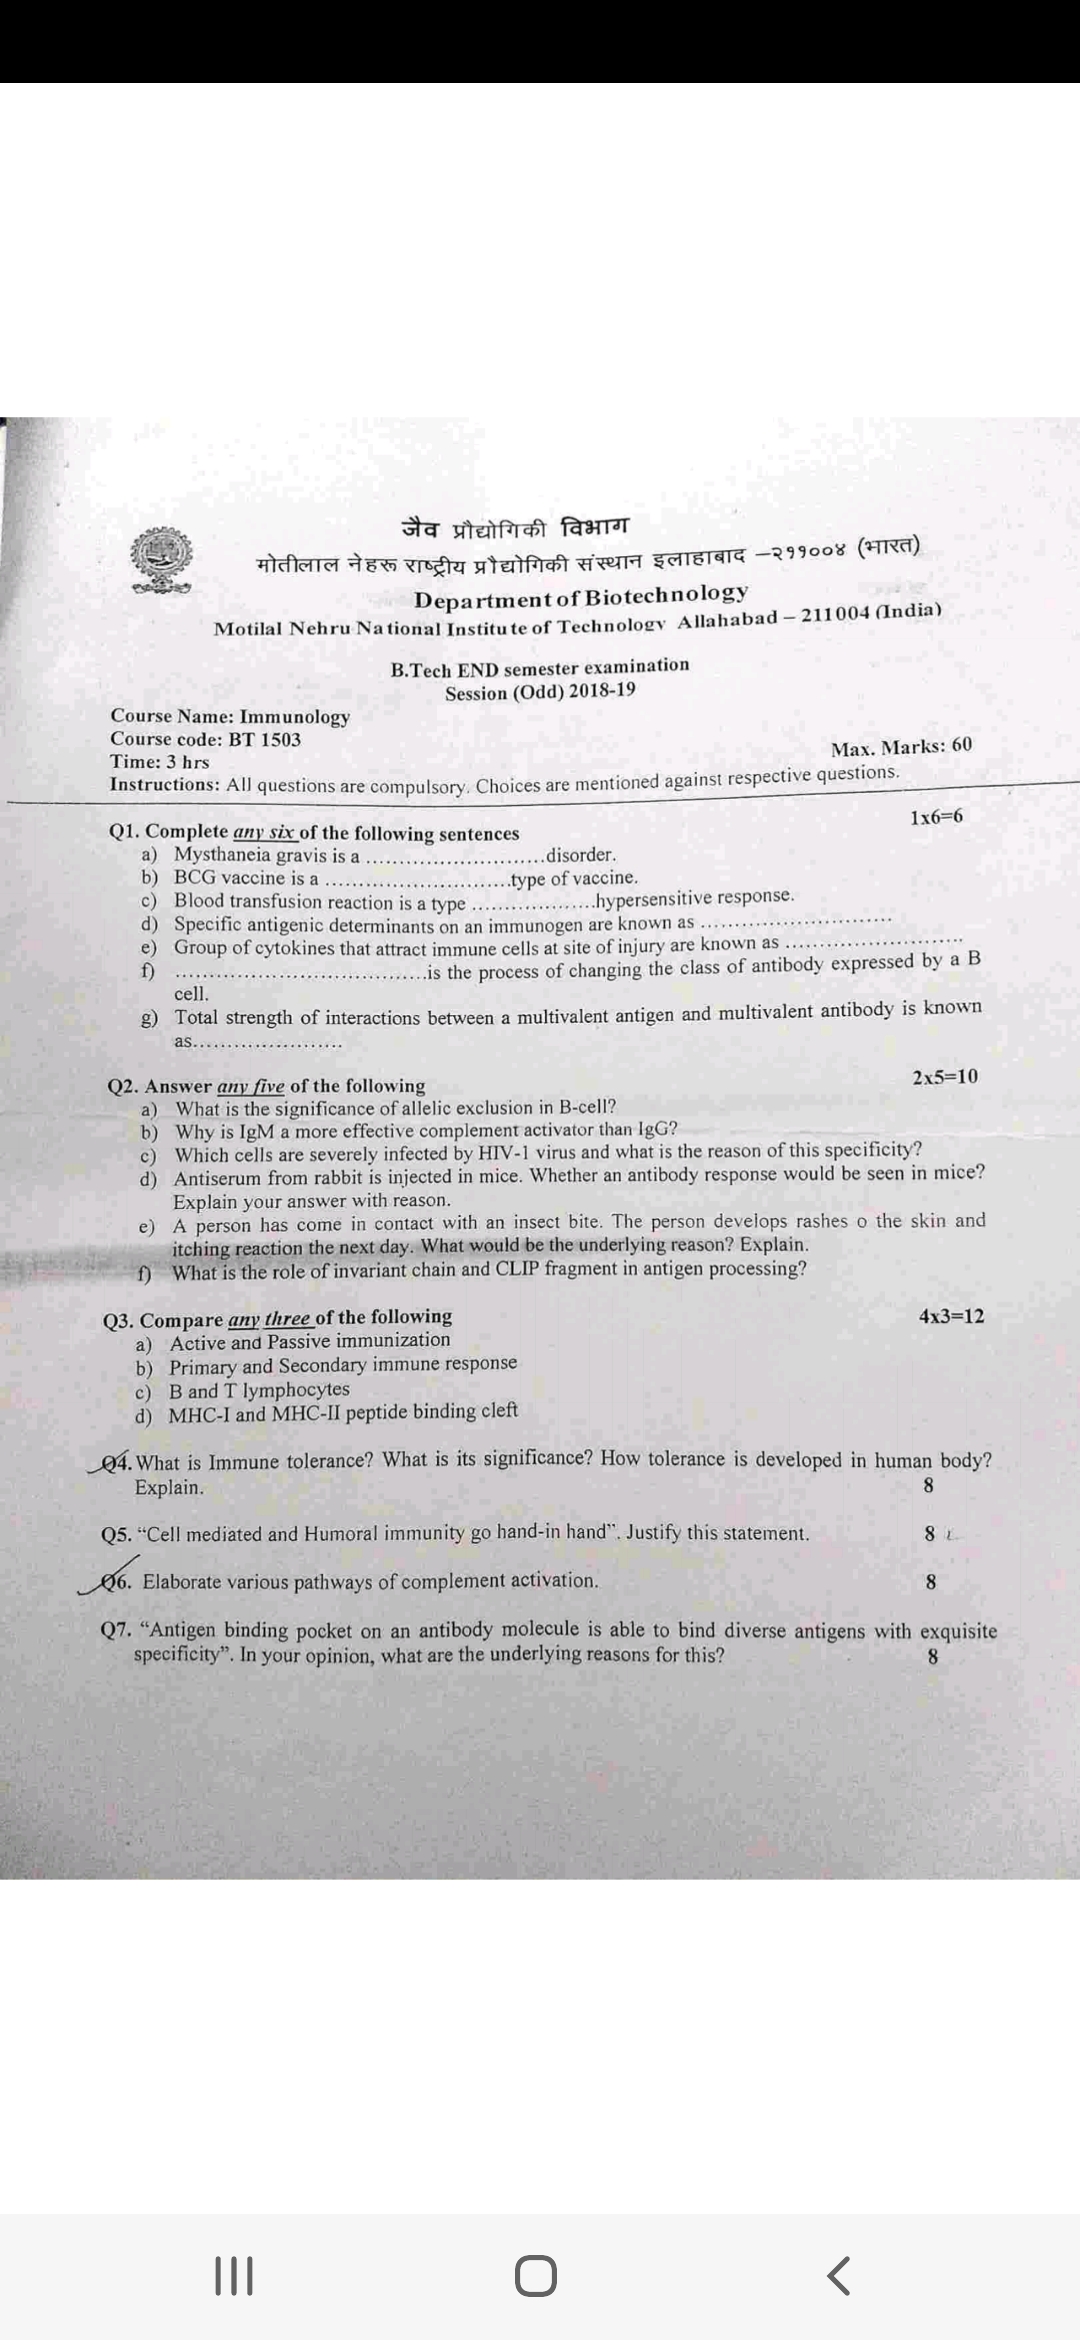 जैव प्रौद्योगिकी विभाग
मोतीलाल नेहरू राष्ट्रीय प्रौद्योगिकी संस्थान इलाहाबाद –२११००४ (भारत)
Department of Biotechnology
Motilal Nehru National Institute of Technology Allahabad – 211004 (India)
B.Tech END semester examination
Session (Odd) 2018-19
Course Name: Immunology
Course code: BT 1503
Time: 3 hrs Max. Marks: 60
Instructions: All questions are compulsory. Choices are mentioned against respective questions.
Q1. Complete any six of the following sentences 1x6=6
a) Mysthaneia gravis is a ...........................disorder.
b) BCG vaccine is a ............................type of vaccine.
c) Blood transfusion reaction is a type ...................hypersensitive response.
d) Specific antigenic determinants on an immunogen are known as ............................
e) Group of cytokines that attract immune cells at site of injury are known as ..........................
f) ......................................is the process of changing the class of antibody expressed by a B
cell.
g) Total strength of interactions between a multivalent antigen and multivalent antibody is known
as......................
Q2. Answer any five of the following 2x5=10
a) What is the significance of allelic exclusion in B-cell?
b) Why is IgM a more effective complement activator than IgG?
c) Which cells are severely infected by HIV-1 virus and what is the reason of this specificity?
d) Antiserum from rabbit is injected in mice. Whether an antibody response would be seen in mice?
Explain your answer with reason.
e) A person has come in contact with an insect bite. The person develops rashes o the skin and
itching reaction the next day. What would be the underlying reason? Explain.
f) What is the role of invariant chain and CLIP fragment in antigen processing?
Q3. Compare any three of the following 4x3=12
a) Active and Passive immunization
b) Primary and Secondary immune response
c) B and T lymphocytes
d) MHC-I and MHC-II peptide binding cleft
Q4. What is Immune tolerance? What is its significance? How tolerance is developed in human body?
Explain. 8
Q5. “Cell mediated and Humoral immunity go hand-in hand”. Justify this statement. 8
Q6. Elaborate various pathways of complement activation. 8
Q7. “Antigen binding pocket on an antibody molecule is able to bind diverse antigens with exquisite
specificity”. In your opinion, what are the underlying reasons for this? 8